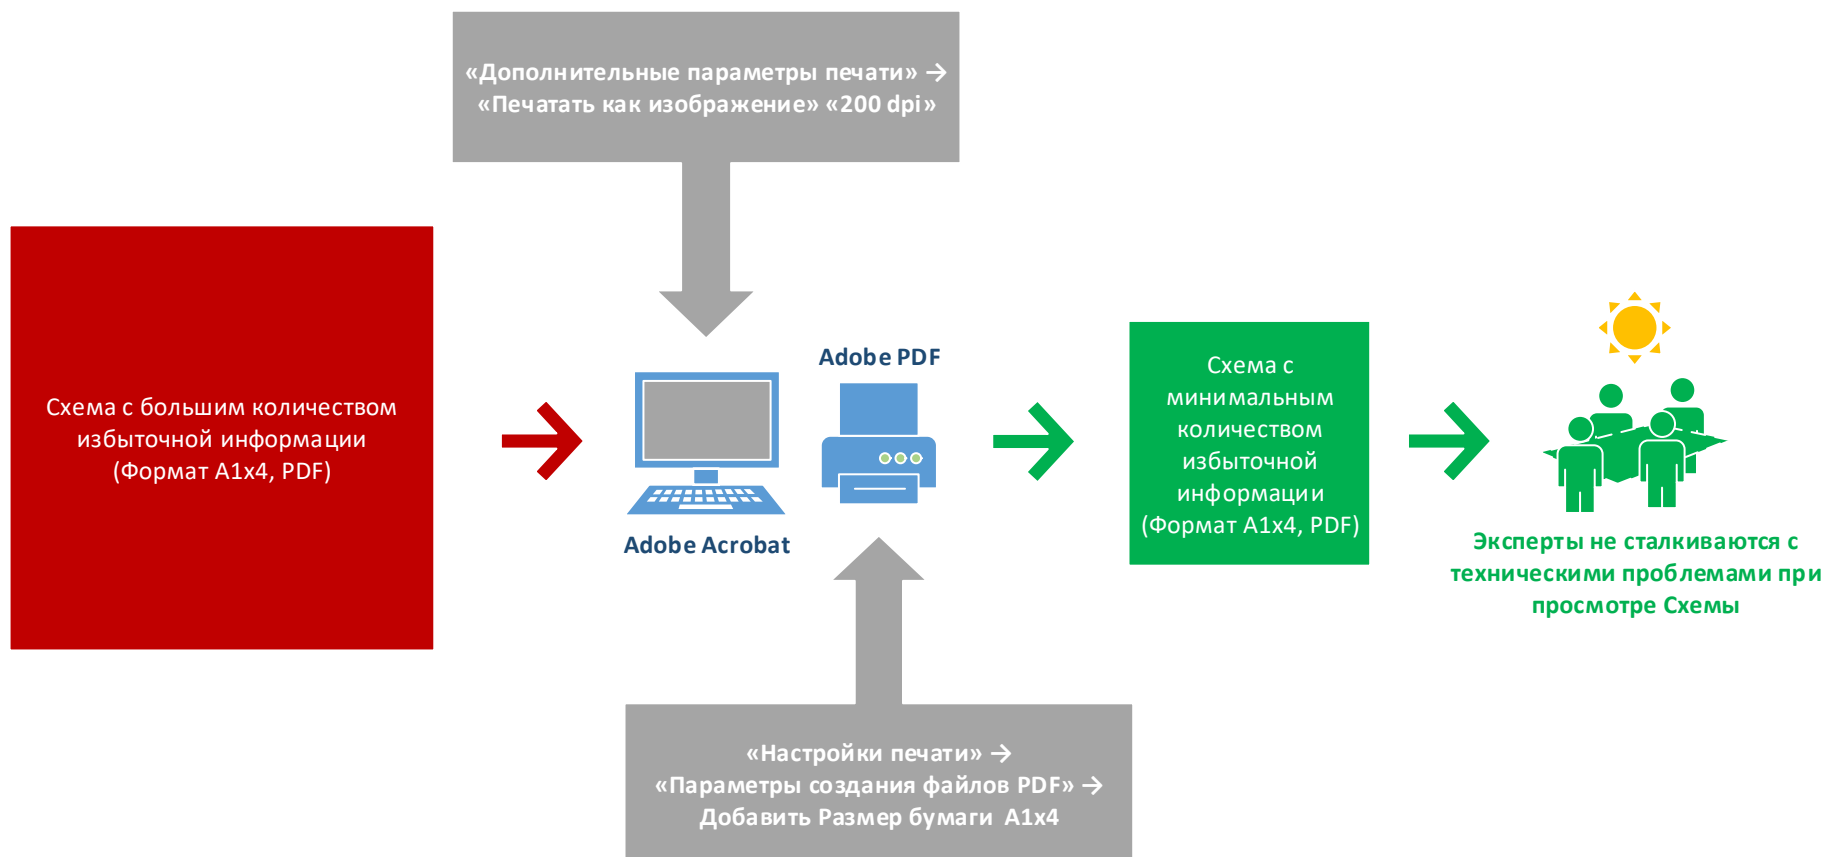 «Дополнительные параметры печати» →
«Печатать как изображение» «200 dpi»
Схема с большим количеством
избыточной информации
(Формат А1х4, PDF)
Adobe PDF
Adobe Acrobat
Схема с
минимальным
количеством
избыточной
информации
(Формат А1х4, PDF)
Эксперты не сталкиваются с
техническими проблемами при
просмотре Схемы
«Настройки печати» →
«Параметры создания файлов PDF» →
Добавить Размер бумаги А1х4